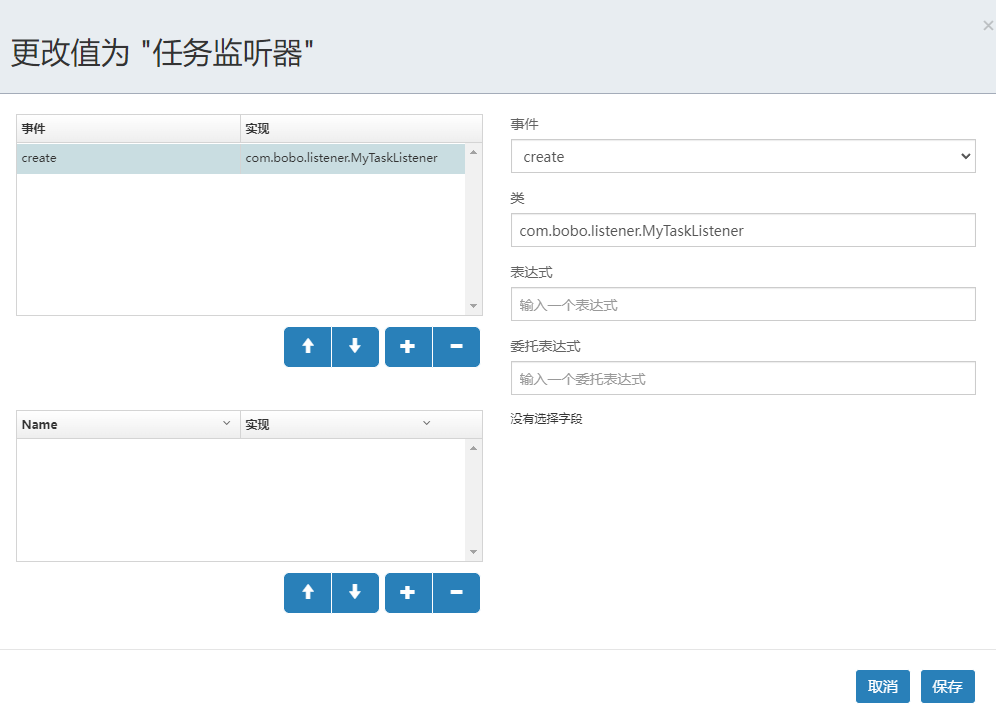 ×
更改值为 "任务监听器"
事件 实现
create com.bobo.listener.MyTaskListener
事件
create
类
com.bobo.listener.MyTaskListener
表达式
输入一个表达式
委托表达式
输入一个委托表达式
没有选择字段
Name 实现
取消 保存